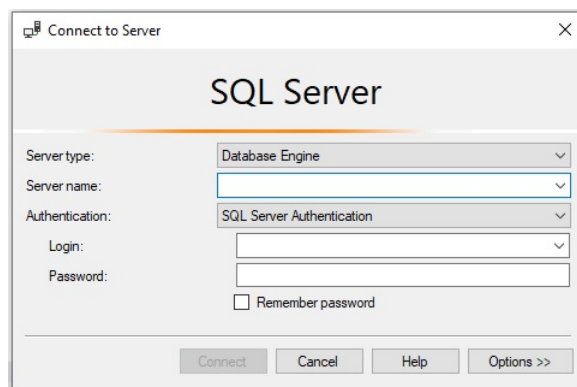 Connect to Server
SQL Server
Server type: Database Engine
Server name:
Authentication: SQL Server Authentication
Login:
Password:
Remember password
Connect Cancel Help Options >>